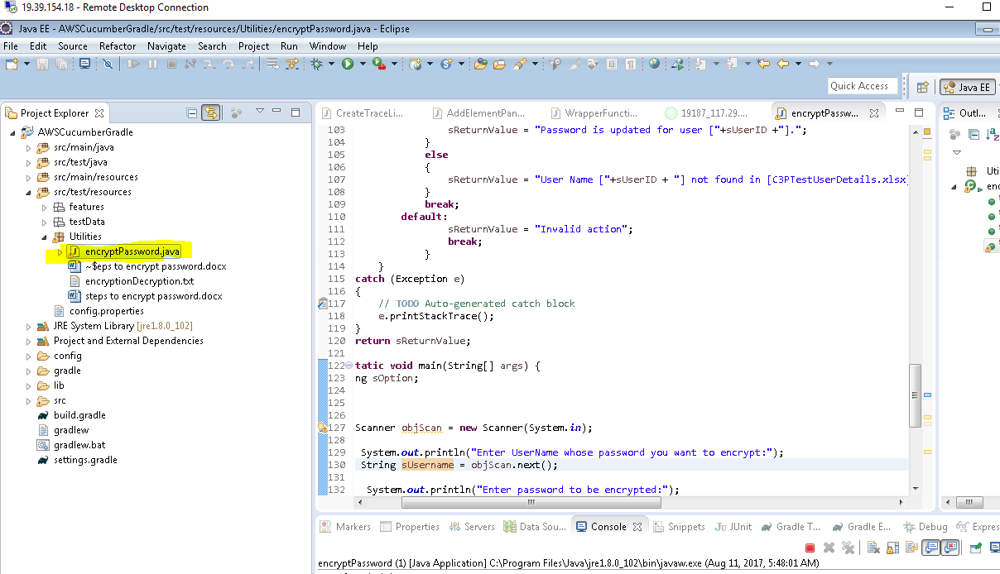 19.39.154.18 - Remote Desktop Connection
Java EE - AWSCucumberGradle/src/test/resources/Utilities/encryptPassword.java - Eclipse
File Edit Source Refactor Navigate Search Project Run Window Help
Quick Access
Java EE
Project Explorer
AWSCucumberGradle
src/main/java
src/test/java
src/main/resources
src/test/resources
features
testData
Utilities
encryptPassword.java
~$eps to encrypt password.docx
encryptionDecryption.txt
steps to encrypt password.docx
config.properties
JRE System Library [jre1.8.0_102]
Project and External Dependencies
config
gradle
lib
src
build.gradle
gradlew
gradlew.bat
settings.gradle
CreateTraceLi... AddElementPan... WrapperFuncti... 19187_117.29.... encryptPassw...
103 sReturnValue = "Password is updated for user ["+sUserID +"].";
104 }
105 else
106 {
107 sReturnValue = "User Name ["+sUserID + "] not found in [C3PTestUserDetails.xlsx]
108 }
109 break;
110 default:
111 sReturnValue = "Invalid action";
112 break;
113 }
114 }
115 catch (Exception e)
116 {
117 // TODO Auto-generated catch block
118 e.printStackTrace();
119 }
120 return sReturnValue;
121
122 tatic void main(String[] args) {
123 ng sOption;
124
125
126
127 Scanner objScan = new Scanner(System.in);
128
129 System.out.println("Enter UserName whose password you want to encrypt:");
130 String sUsername = objScan.next();
131
132 System.out.println("Enter password to be encrypted:");
Outl...
Uti
enc
Markers Properties Servers Data Sou... Console Snippets JUnit Gradle T... Gradle E... Debug Expres
encryptPassword (1) [Java Application] C:\Program Files\Java\jre1.8.0_102\bin\javaw.exe (Aug 11, 2017, 5:48:01 AM)